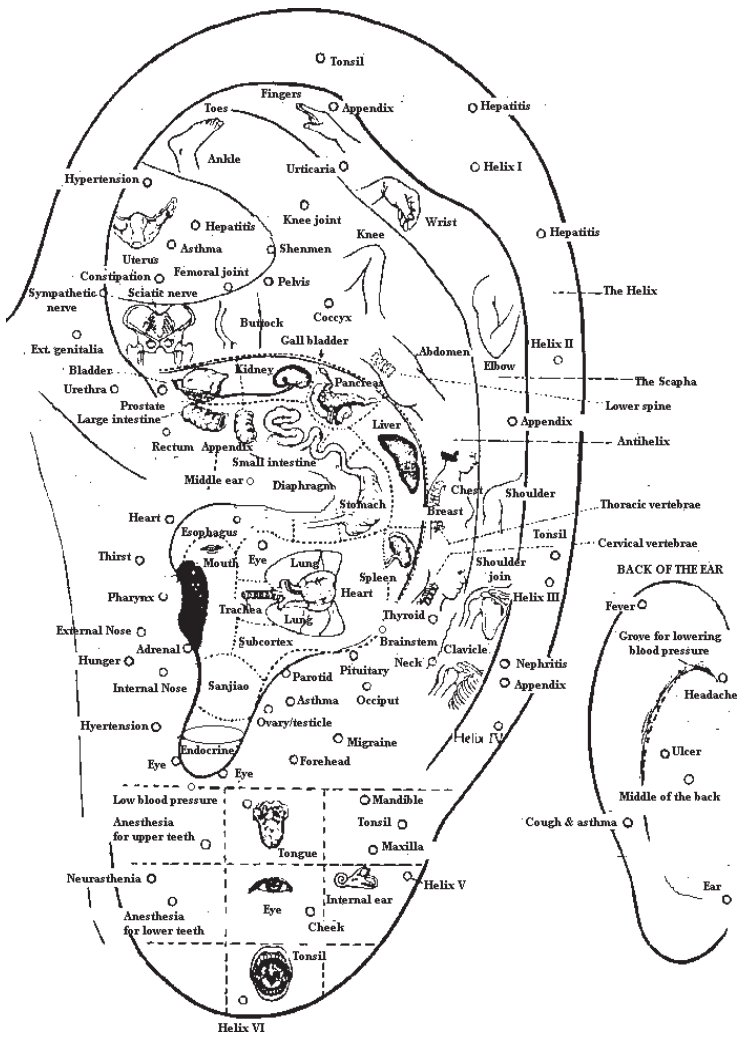 Tonsil
Fingers
Toes
Appendix
Hepatitis
Ankle
Urticaria
Helix I
Hypertension
Wrist
Knee joint
Hepatitis
Knee
Hepatitis
Asthma
Shenmen
Uterus
Constipation
Femoral joint
Pelvis
Sympathetic
nerve
Sciatic nerve
The Helix
Coccyx
Buttock
Ext. genitalia
Gall bladder
Abdomen
Helix II
Elbow
Bladder
Kidney
Pancreas
The Scapha
Urethra
Prostate
Lower spine
Large intestine
Liver
Appendix
Rectum
Appendix
Antihelix
Small intestine
Middle ear
Diaphragm
Chest
Shoulder
Stomach
Breast
Thoracic vertebrae
Heart
Esophagus
Tonsil
Cervical vertebrae
Thirst
Mouth
Eye
Lung
Spleen
Shoulder
join
BACK OF THE EAR
Pharynx
Trachea
Heart
Helix III
Fever
Lung
Thyroid
External Nose
Subcortex
Brainstem
Clavicle
Grove for lowering
blood pressure
Adrenal
Hunger
Pituitary
Neck
Nephritis
Internal Nose
Sanjiao
Parotid
Occiput
Appendix
Headache
Asthma
Ovary/testicle
Hyertension
Migraine
Helix IV
Endocrine
Ulcer
Eye
Eye
Forehead
Middle of the back
Low blood pressure
Mandible
Anesthesia
for upper teeth
Tonsil
Cough & asthma
Tongue
Maxilla
Neurasthenia
Helix V
Internal ear
Eye
Ear
Anesthesia
for lower teeth
Cheek
Tonsil
Helix VI